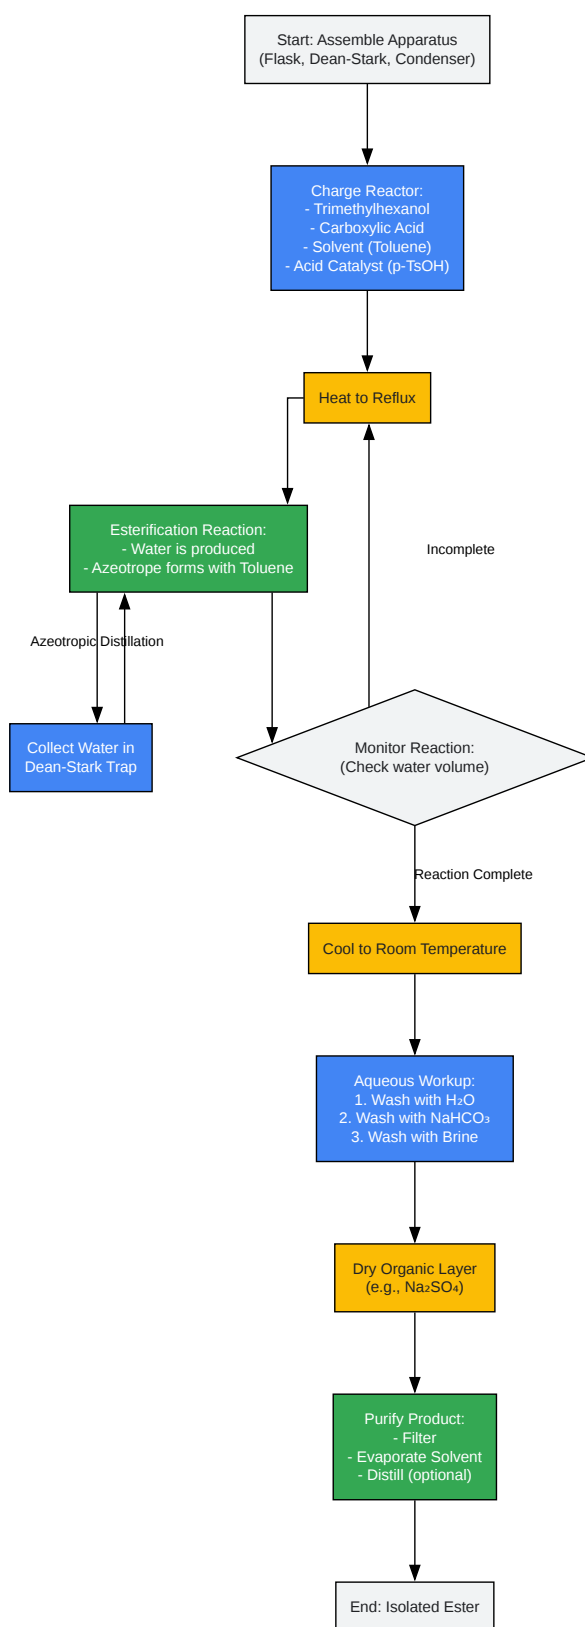 Start: Assemble Apparatus
(Flask, Dean-Stark, Condenser)
Charge Reactor:
- Trimethylhexanol
- Carboxylic Acid
- Solvent (Toluene)
- Acid Catalyst (p-TsOH)
Heat to Reflux
Esterification Reaction:
- Water is produced
- Azeotrope forms with Toluene
Incomplete
Azeotropic Distillation
Collect Water in
Dean-Stark Trap
Monitor Reaction:
(Check water volume)
Reaction Complete
Cool to Room Temperature
Aqueous Workup:
1. Wash with H₂O
2. Wash with NaHCO₃
3. Wash with Brine
Dry Organic Layer
(e.g., Na₂SO₄)
Purify Product:
- Filter
- Evaporate Solvent
- Distill (optional)
End: Isolated Ester